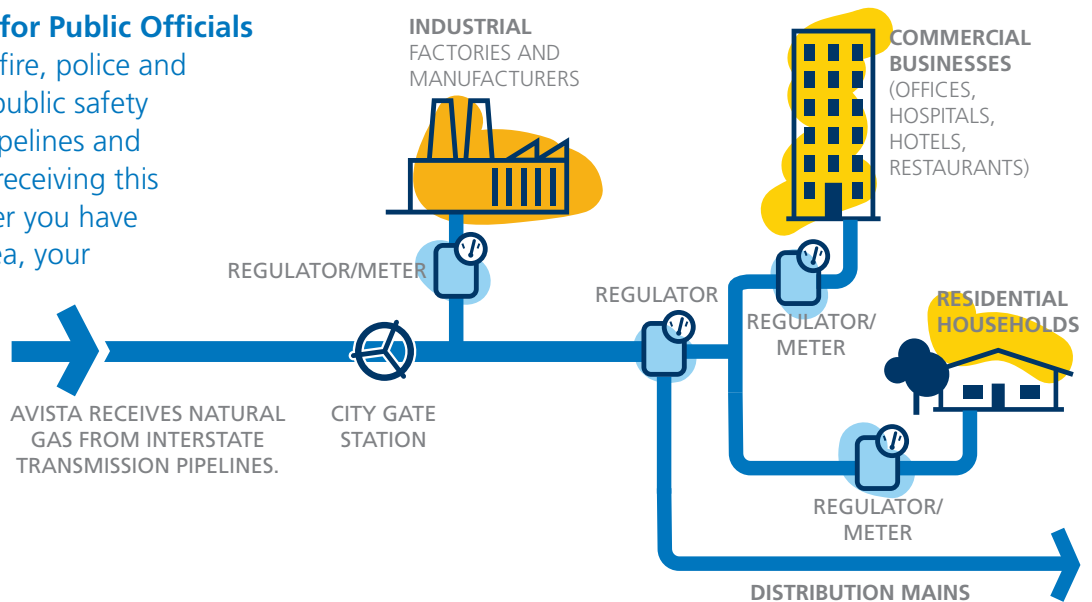 for Public Officials
fire, police and
public safety
pelines and
receiving this
er you have
ea, your
INDUSTRIAL
FACTORIES AND
MANUFACTURERS
COMMERCIAL
BUSINESSES
(OFFICES,
HOSPITALS,
HOTELS,
RESTAURANTS)
REGULATOR/METER
REGULATOR
REGULATOR/
METER
RESIDENTIAL
HOUSEHOLDS
AVISTA RECEIVES NATURAL
GAS FROM INTERSTATE
TRANSMISSION PIPELINES.
CITY GATE
STATION
REGULATOR/
METER
DISTRIBUTION MAINS